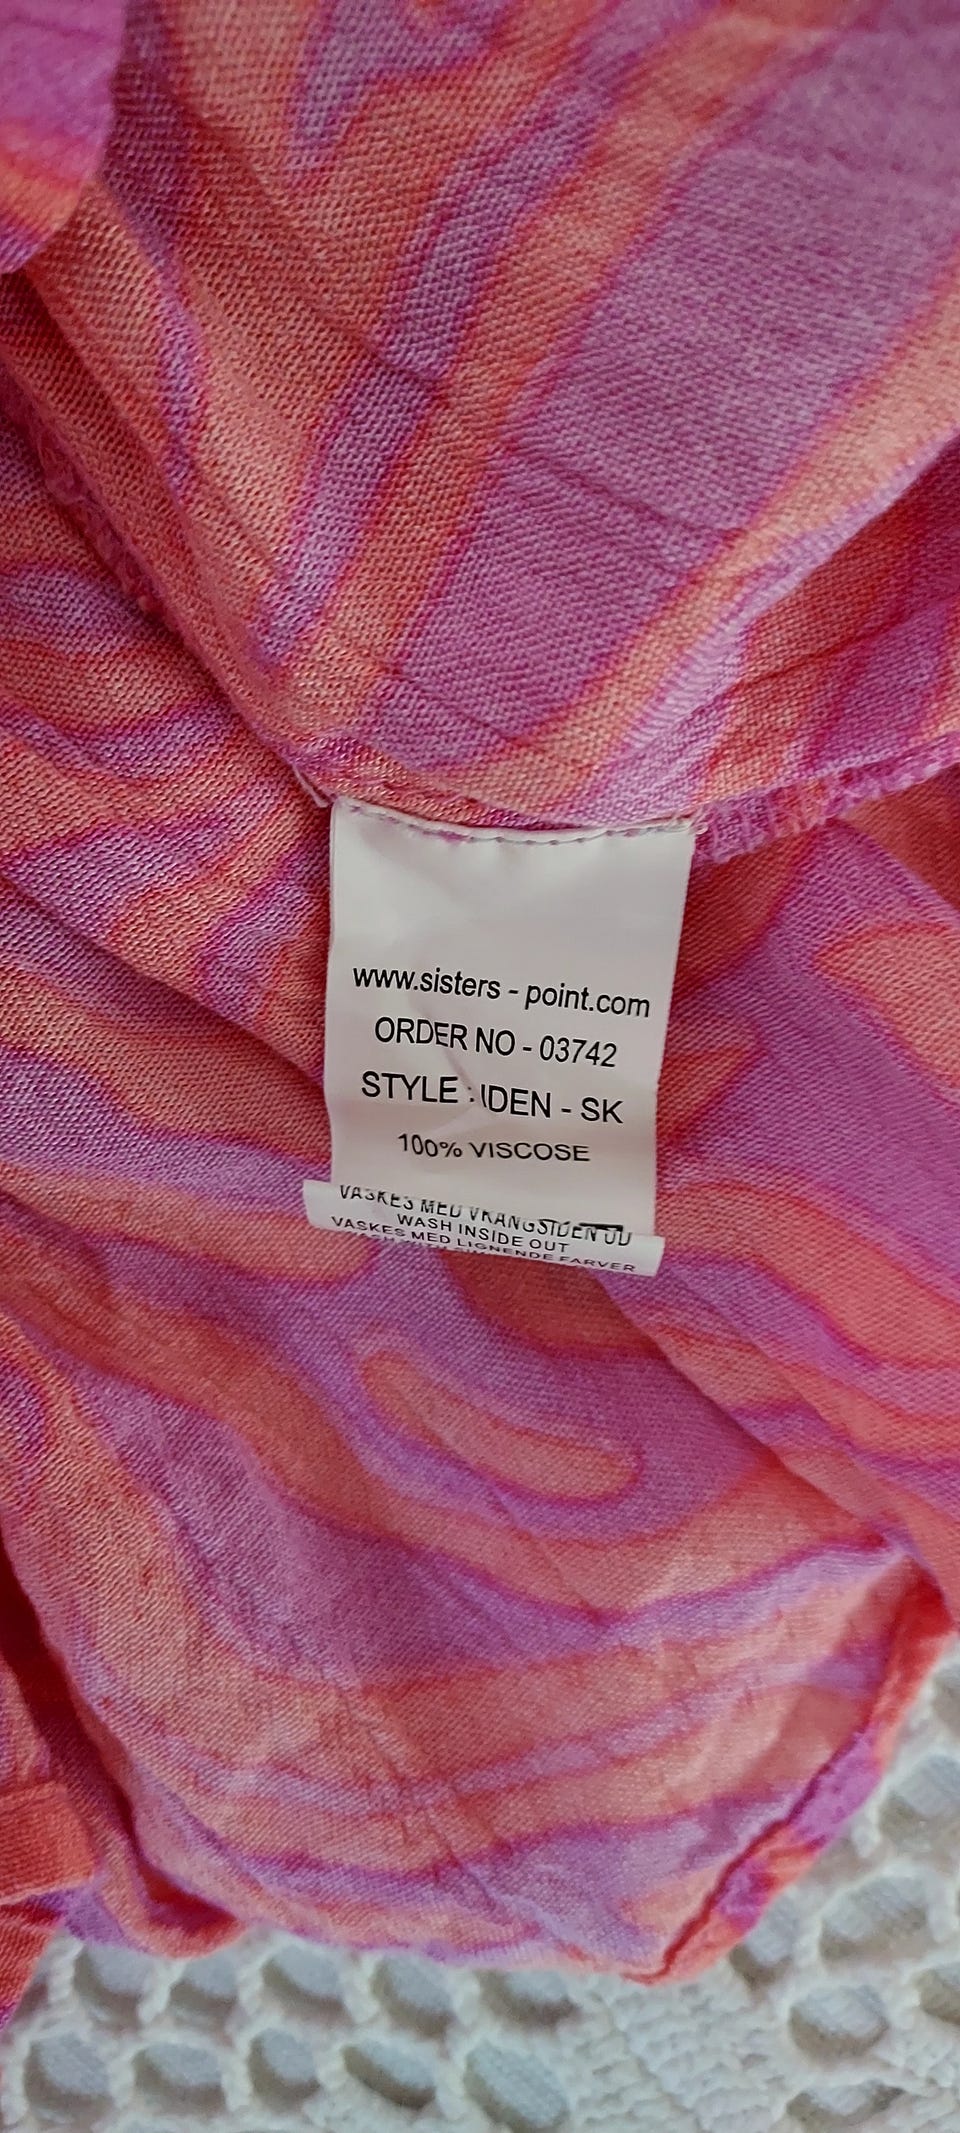 www.sisters - point.com
ORDER NO - 03742
STYLE : IDEN - SK
100% VISCOSE
VASKES MED VRANGSIDEN UD
WASH INSIDE OUT
VASKES MED LIGNENDE FARVER